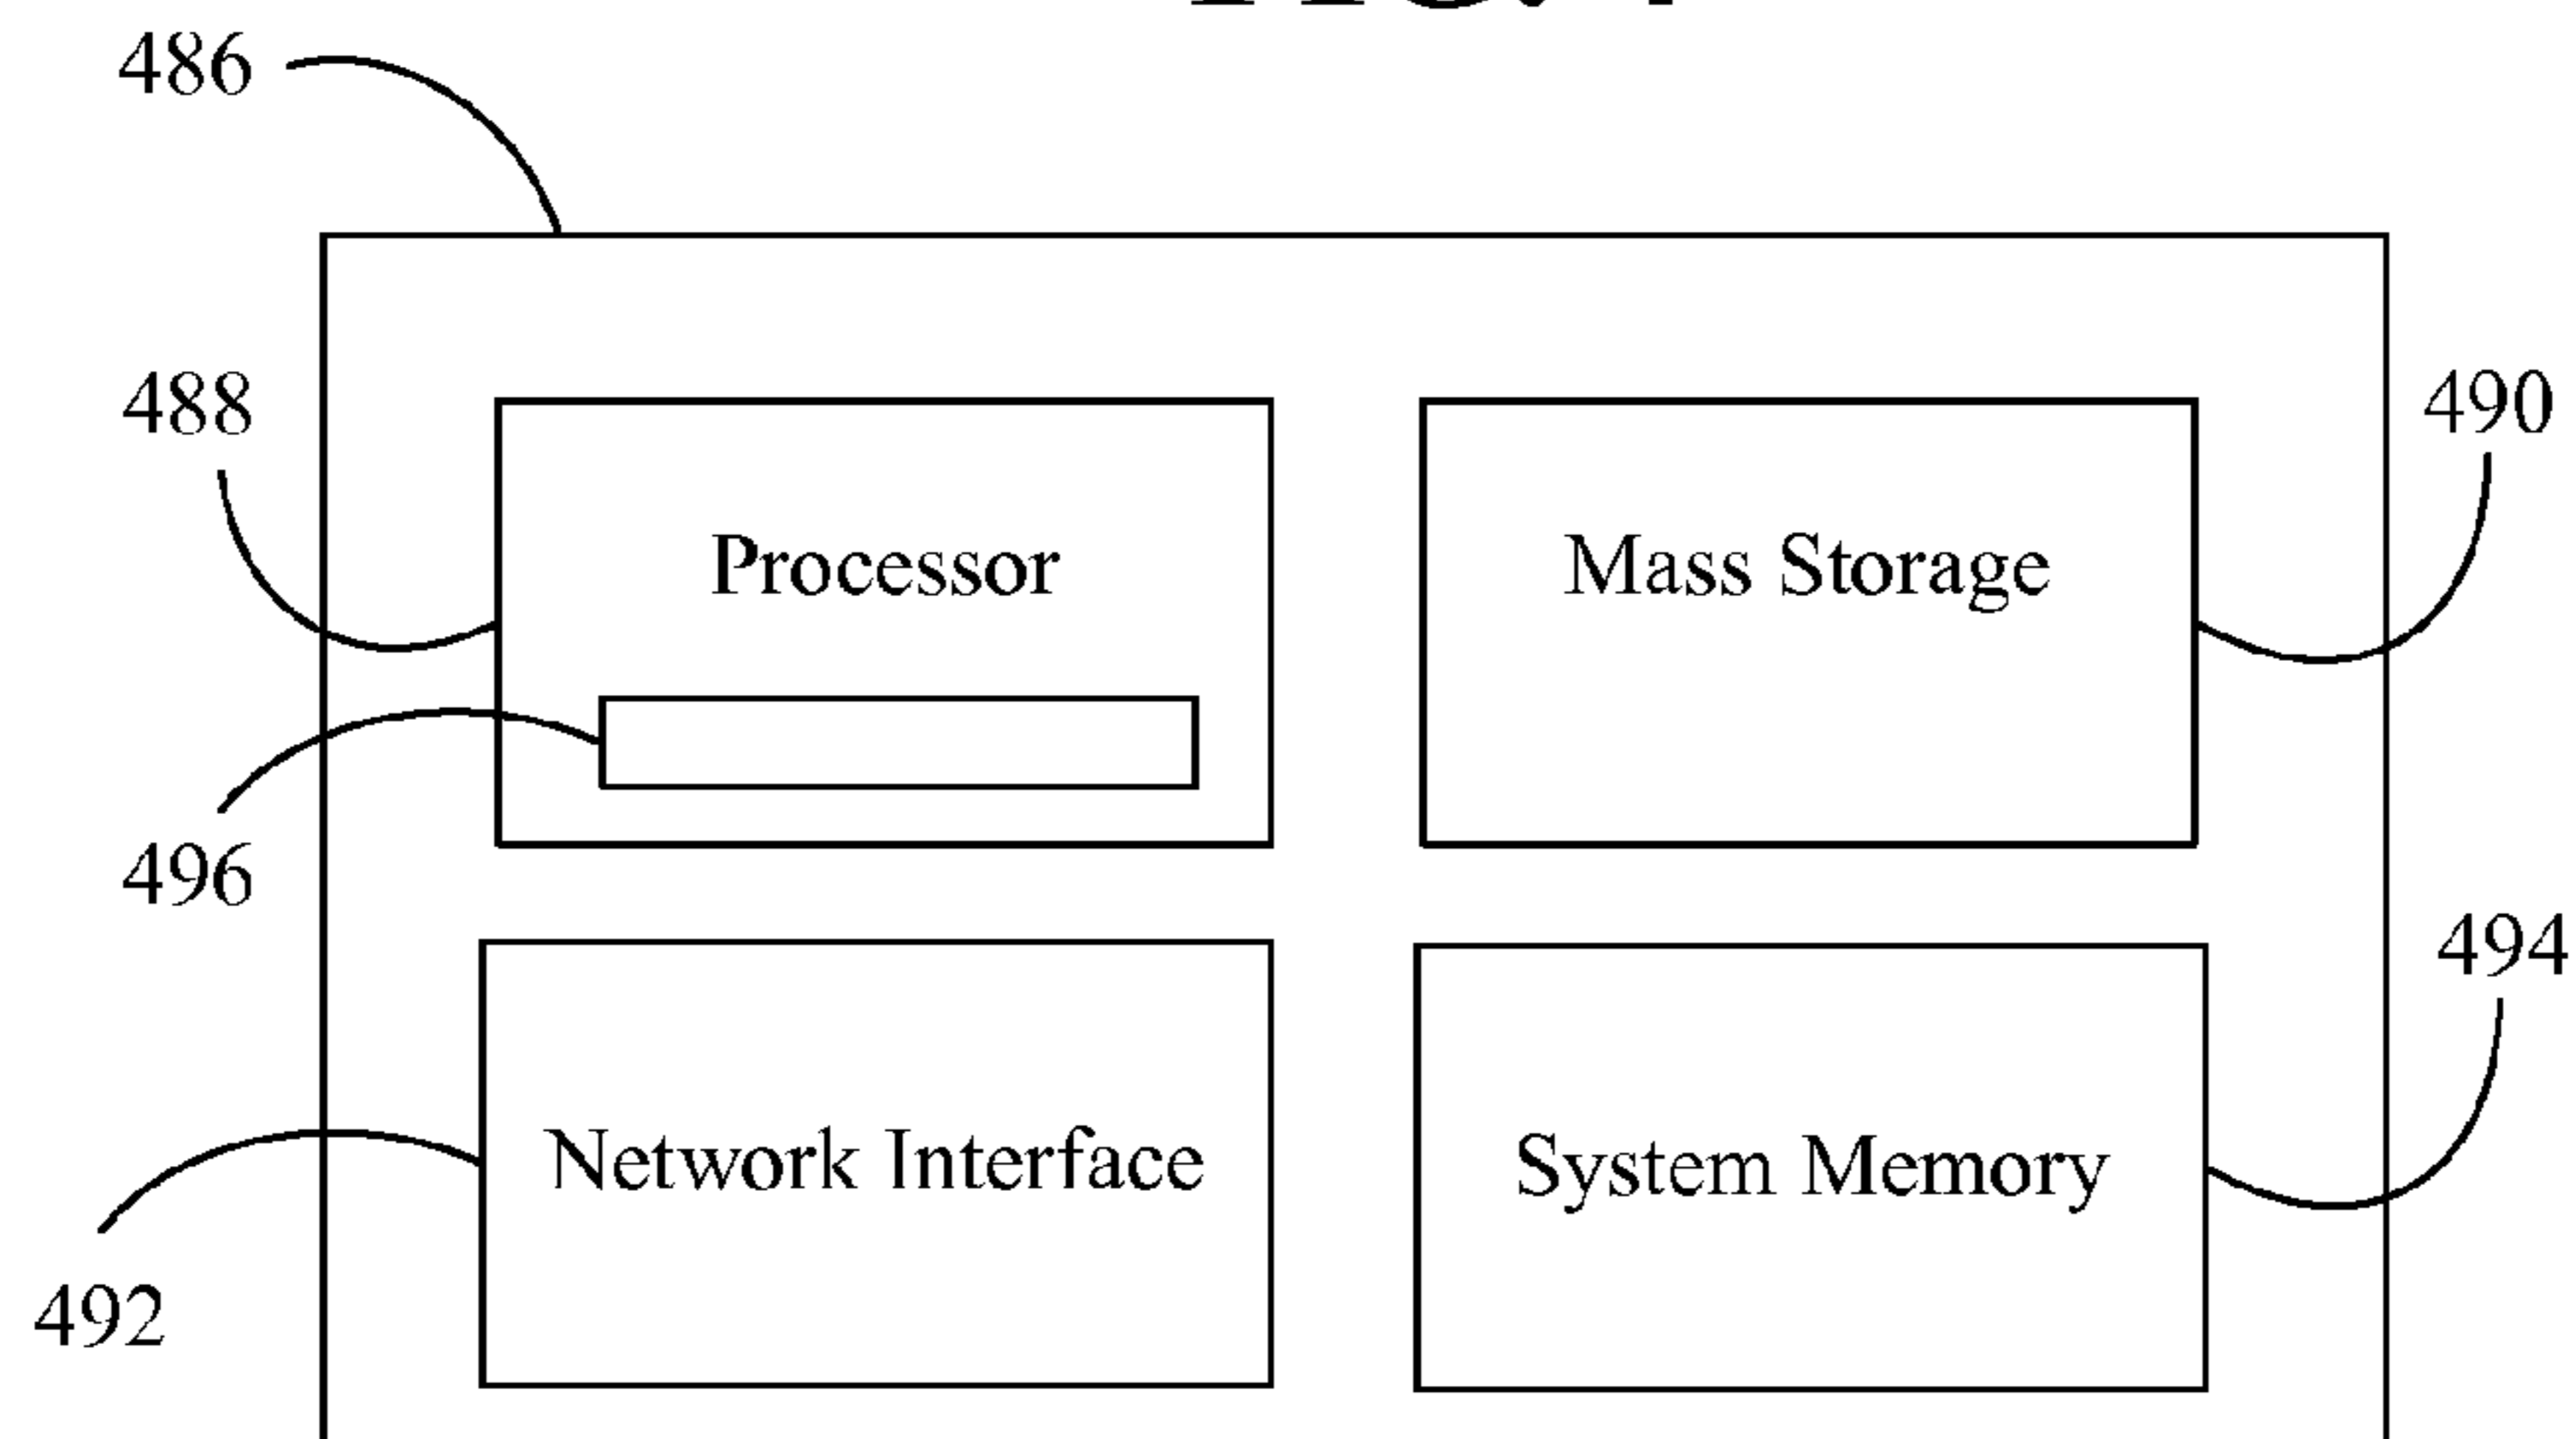 486
488
Processor
Mass Storage
490
496
494
Network Interface
System Memory
492